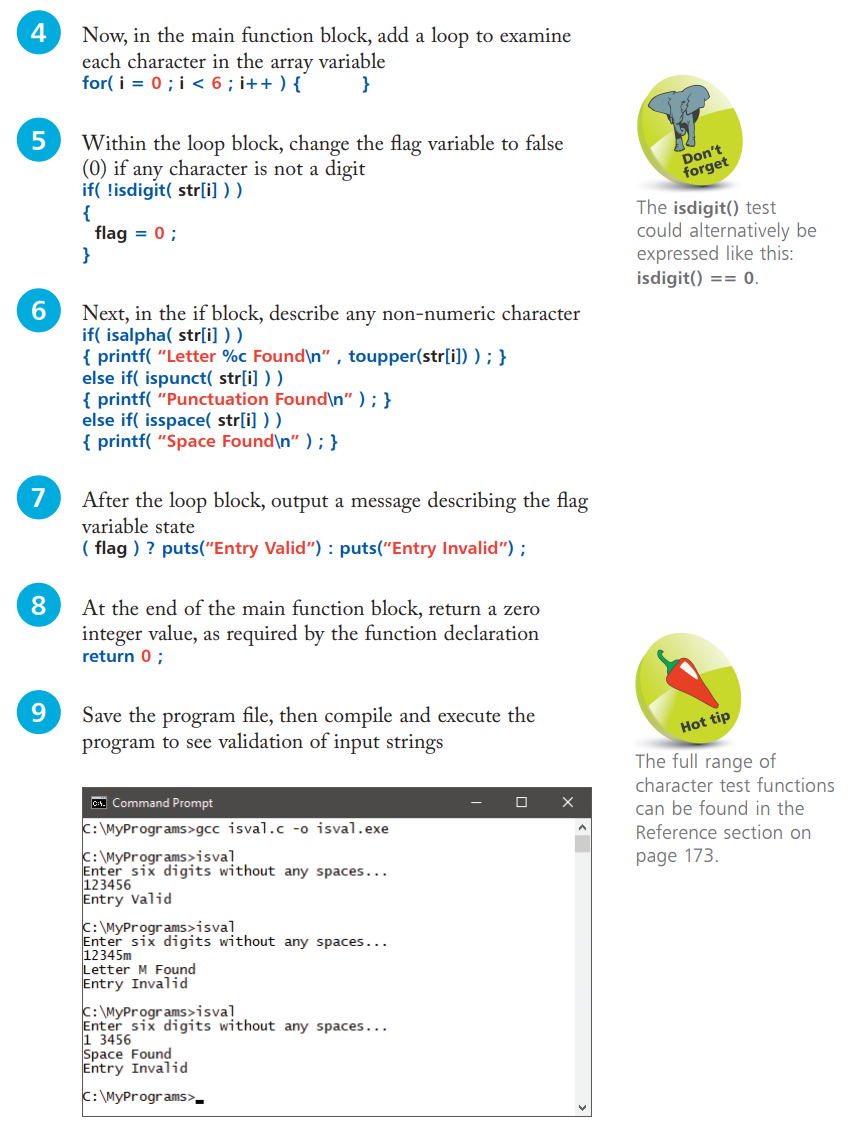 4
Now, in the main function block, add a loop to examine
each character in the array variable
for( i = 0 ; i < 6 ; i++ ) { }
5
Within the loop block, change the flag variable to false
(0) if any character is not a digit
if( !isdigit( str[i] ) )
{
flag = 0 ;
}
Don't
forget
The isdigit() test
could alternatively be
expressed like this:
isdigit() == 0.
6
Next, in the if block, describe any non-numeric character
if( isalpha( str[i] ) )
{ printf( “Letter %c Found\n” , toupper(str[i]) ) ; }
else if( ispunct( str[i] ) )
{ printf( “Punctuation Found\n” ) ; }
else if( isspace( str[i] ) )
{ printf( “Space Found\n” ) ; }
7
After the loop block, output a message describing the flag
variable state
( flag ) ? puts(“Entry Valid”) : puts(“Entry Invalid”) ;
8
At the end of the main function block, return a zero
integer value, as required by the function declaration
return 0 ;
9
Save the program file, then compile and execute the
program to see validation of input strings
Hot tip
The full range of
character test functions
can be found in the
Reference section on
page 173.
Command Prompt
C:\MyPrograms>gcc isval.c -o isval.exe
C:\MyPrograms>isval
Enter six digits without any spaces...
123456
Entry Valid
C:\MyPrograms>isval
Enter six digits without any spaces...
12345m
Letter M Found
Entry Invalid
C:\MyPrograms>isval
Enter six digits without any spaces...
1 3456
Space Found
Entry Invalid
C:\MyPrograms>